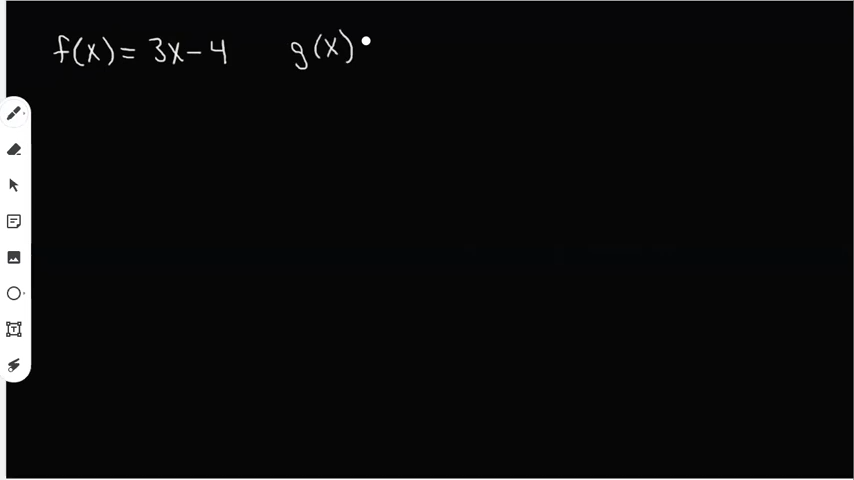 f(x) = 3x - 4 g(x)